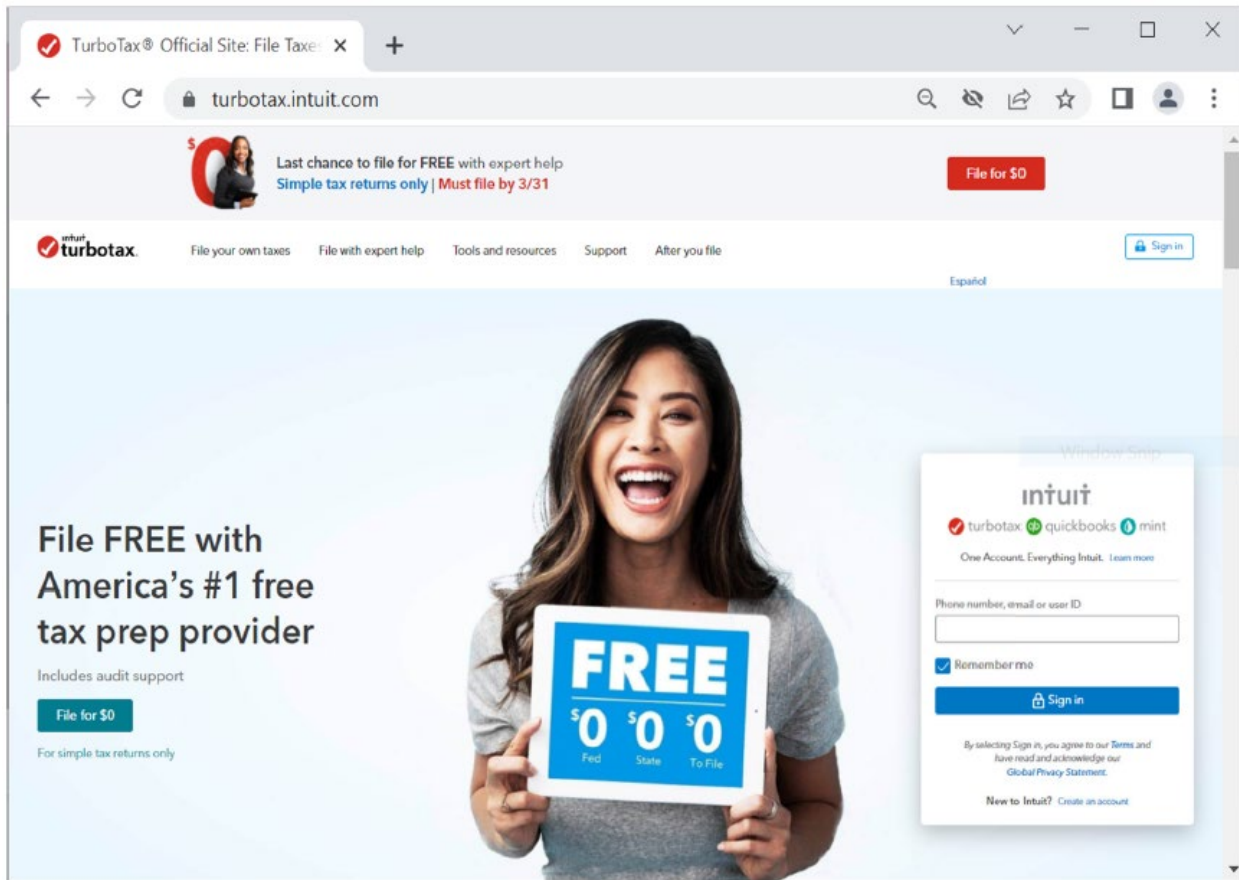 TurboTax® Official Site: File Taxes
turbotax.intuit.com
$0
Last chance to file for FREE with expert help
Simple tax returns only | Must file by 3/31
File for $0
intuit
turbotax.
File your own taxes File with expert help Tools and resources Support After you file
Sign in
Español
File FREE with
America's #1 free
tax prep provider
Includes audit support
File for $0
For simple tax returns only
FREE
$0 $0 $0
Fed State To File
Window Snip
intuit
turbotax qb quickbooks mint
One Account. Everything Intuit. Learn more
Phone number, email or user ID
Remember me
Sign in
By selecting Sign in, you agree to our Terms and
have read and acknowledge our
Global Privacy Statement.
New to Intuit? Create an account